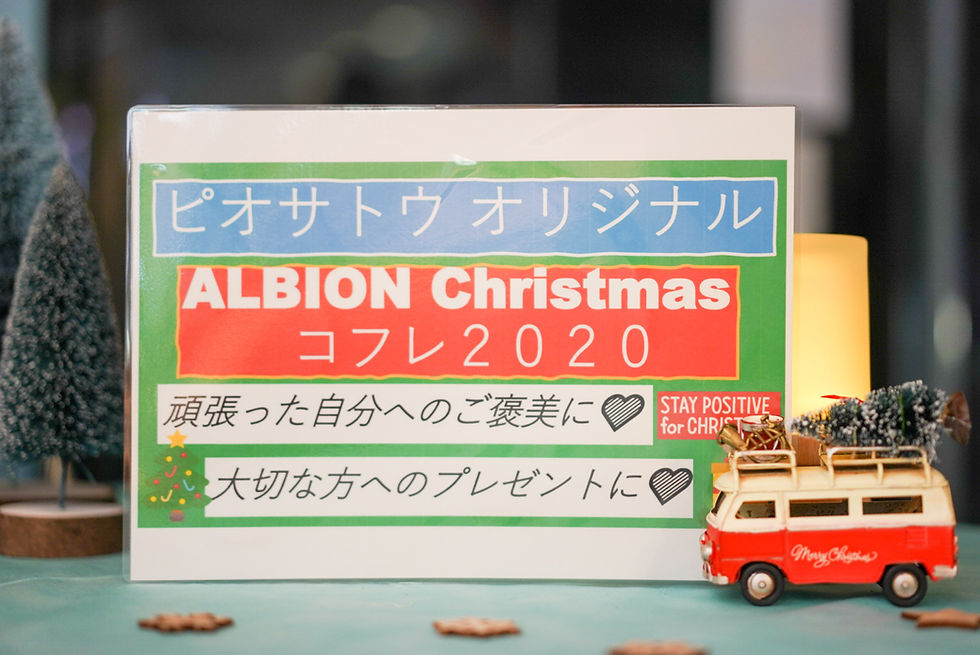 ピオサトウ オリジナル
ALBION Christmas
コフレ２０２０
頑張った自分へのご褒美に
STAY POSITIVE
for CHRIST
大切な方へのプレゼントに
Merry Christmas